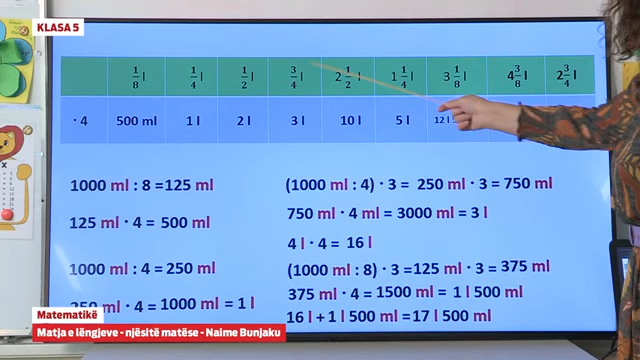 KLASA 5
1/8 l 1/4 l 1/2 l 3/4 l 2 1/2 l 1 1/4 l 3 1/8 l 4 3/8 l 2 3/4 l
· 4 500 ml 1 l 2 l 3 l 10 l 5 l 12 l
1000 ml : 8 =125 ml
125 ml · 4 = 500 ml
1000 ml : 4 = 250 ml
250 ml · 4 = 1000 ml = 1 l
(1000 ml : 4) · 3 = 250 ml · 3 = 750 ml
750 ml · 4 ml = 3000 ml = 3 l
4 l · 4 = 16 l
(1000 ml : 8) · 3 =125 ml · 3 = 375 ml
375 ml · 4 = 1500 ml = 1 l 500 ml
16 l + 1 l 500 ml =17 l 500 ml
Matematikë
Matja e lëngjeve - njësitë matëse - Naime Bunjaku